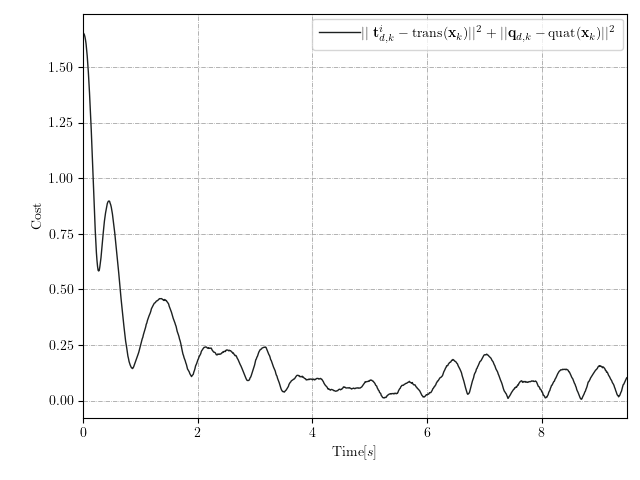 || t^i_{d,k} − trans(x_k)||² + ||q_{d,k} − quat(x_k)||²
1.50
1.25
1.00
0.75
0.50
0.25
0.00
Cost
0 2 4 6 8
Time[s]